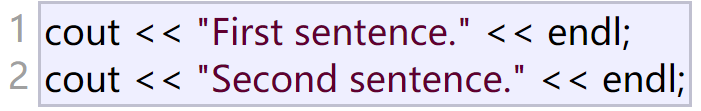 1 cout << "First sentence." << endl;
2 cout << "Second sentence." << endl;